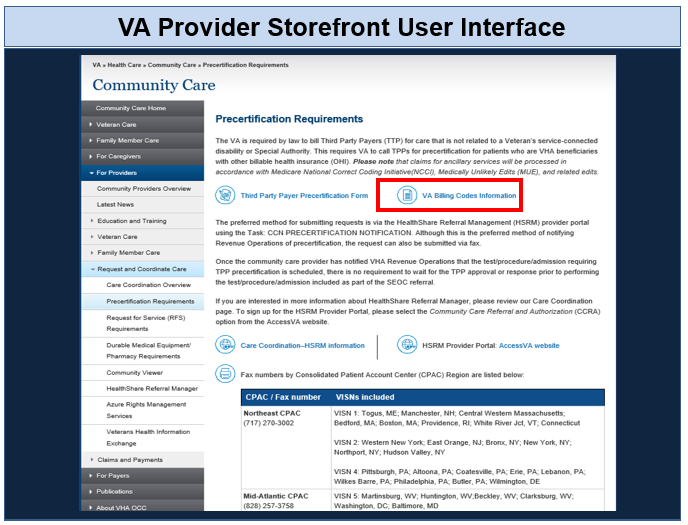 VA Provider Storefront User Interface
VA » Health Care » Community Care » Precertification Requirements
Community Care
Community Care Home
Veteran Care
Family Member Care
For Caregivers
For Providers
Community Providers Overview
Latest News
Education and Training
Veteran Care
Family Member Care
Request and Coordinate Care
Care Coordination Overview
Precertification Requirements
Request for Service (RFS)
Requirements
Durable Medical Equipment/
Pharmacy Requirements
Community Viewer
HealthShare Referral Manager
Azure Rights Management
Services
Veterans Health Information
Exchange
Claims and Payments
For Payers
Publications
About VHA OCC
Precertification Requirements
The VA is required by law to bill Third Party Payers (TTP) for care that is not related to a Veteran's service-connected
disability or Special Authority. This requires VA to call TPPs for precertification for patients who are VHA beneficiaries
with other billable health insurance (OHI). Please note that claims for ancillary services will be processed in
accordance with Medicare National Correct Coding Initiative(NCCI), Medically Unlikely Edits (MUE), and related edits.
Third Party Payer Precertification Form
VA Billing Codes Information
The preferred method for submitting requests is via the HealthShare Referral Management (HSRM) provider portal
using the Task: CCN PRECERTIFICATION NOTIFICATION. Although this is the preferred method of notifying
Revenue Operations of precertification, the request can also be submitted via fax.
Once the community care provider has notified VHA Revenue Operations that the test/procedure/admission requiring
TPP precertification is scheduled, there is no requirement to wait for the TPP approval or response prior to performing
the test/procedure/admission included as part of the SEOC referral.
If you are interested in more information about HealthShare Referral Manager, please review our Care Coordination
page. To sign up for the HSRM Provider Portal, please select the Community Care Referral and Authorization (CCRA)
option from the AccessVA website.
Care Coordination–HSRM information
HSRM Provider Portal: AccessVA website
Fax numbers by Consolidated Patient Account Center (CPAC) Region are listed below:
CPAC / Fax number VISNs included
Northeast CPAC
(717) 270-3002
VISN 1: Togus, ME; Manchester, NH; Central Western Massachusetts;
Bedford, MA; Boston, MA; Providence, RI; White River Jct, VT; Connecticut
VISN 2: Western New York; East Orange, NJ; Bronx, NY; New York, NY;
Northport, NY; Hudson Valley, NY
VISN 4: Pittsburgh, PA; Altoona, PA; Coatesville, PA; Erie, PA; Lebanon, PA;
Wilkes Barre, PA; Philadelphia, PA; Butler, PA; Wilmington, DE
Mid-Atlantic CPAC
(828) 257-3758
VISN 5: Martinsburg, WV; Huntington, WV;Beckley, WV; Clarksburg, WV;
Washington, DC; Baltimore, MD